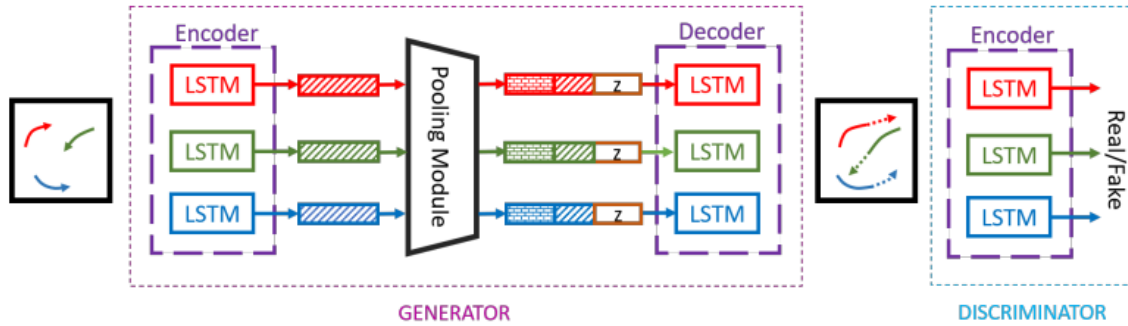 Encoder
LSTM
LSTM
LSTM
Pooling Module
z
z
z
Decoder
LSTM
LSTM
LSTM
GENERATOR
Encoder
LSTM
LSTM
LSTM
Real/Fake
DISCRIMINATOR